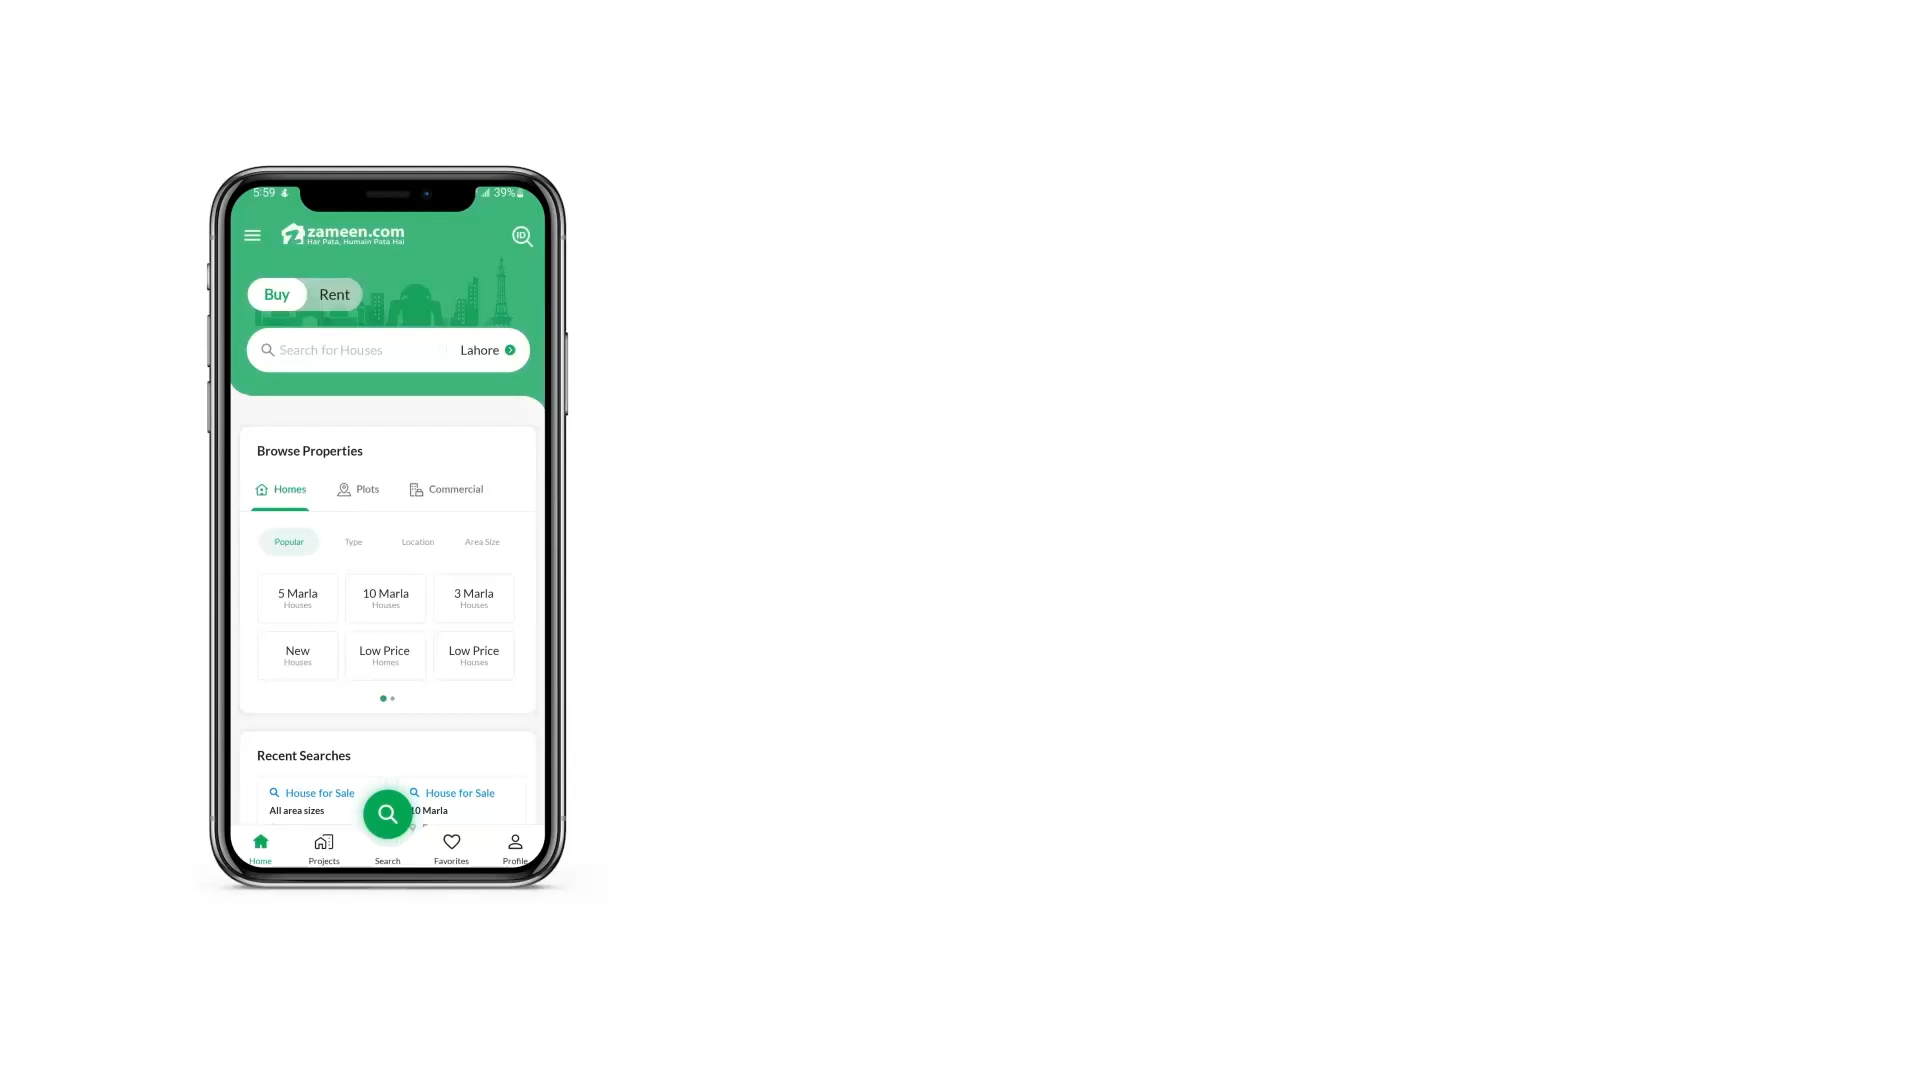 5:59
39%
zameen.com
Har Pata, Humain Pata Hai
ID
Buy Rent
Search for Houses Lahore
Browse Properties
Homes Plots Commercial
Popular Type Location Area Size
5 Marla 10 Marla 3 Marla
Houses Houses Houses
New Low Price Low Price
Houses Homes Houses
Recent Searches
House for Sale House for Sale
All area sizes 10 Marla
Home Projects Search Favorites Profile